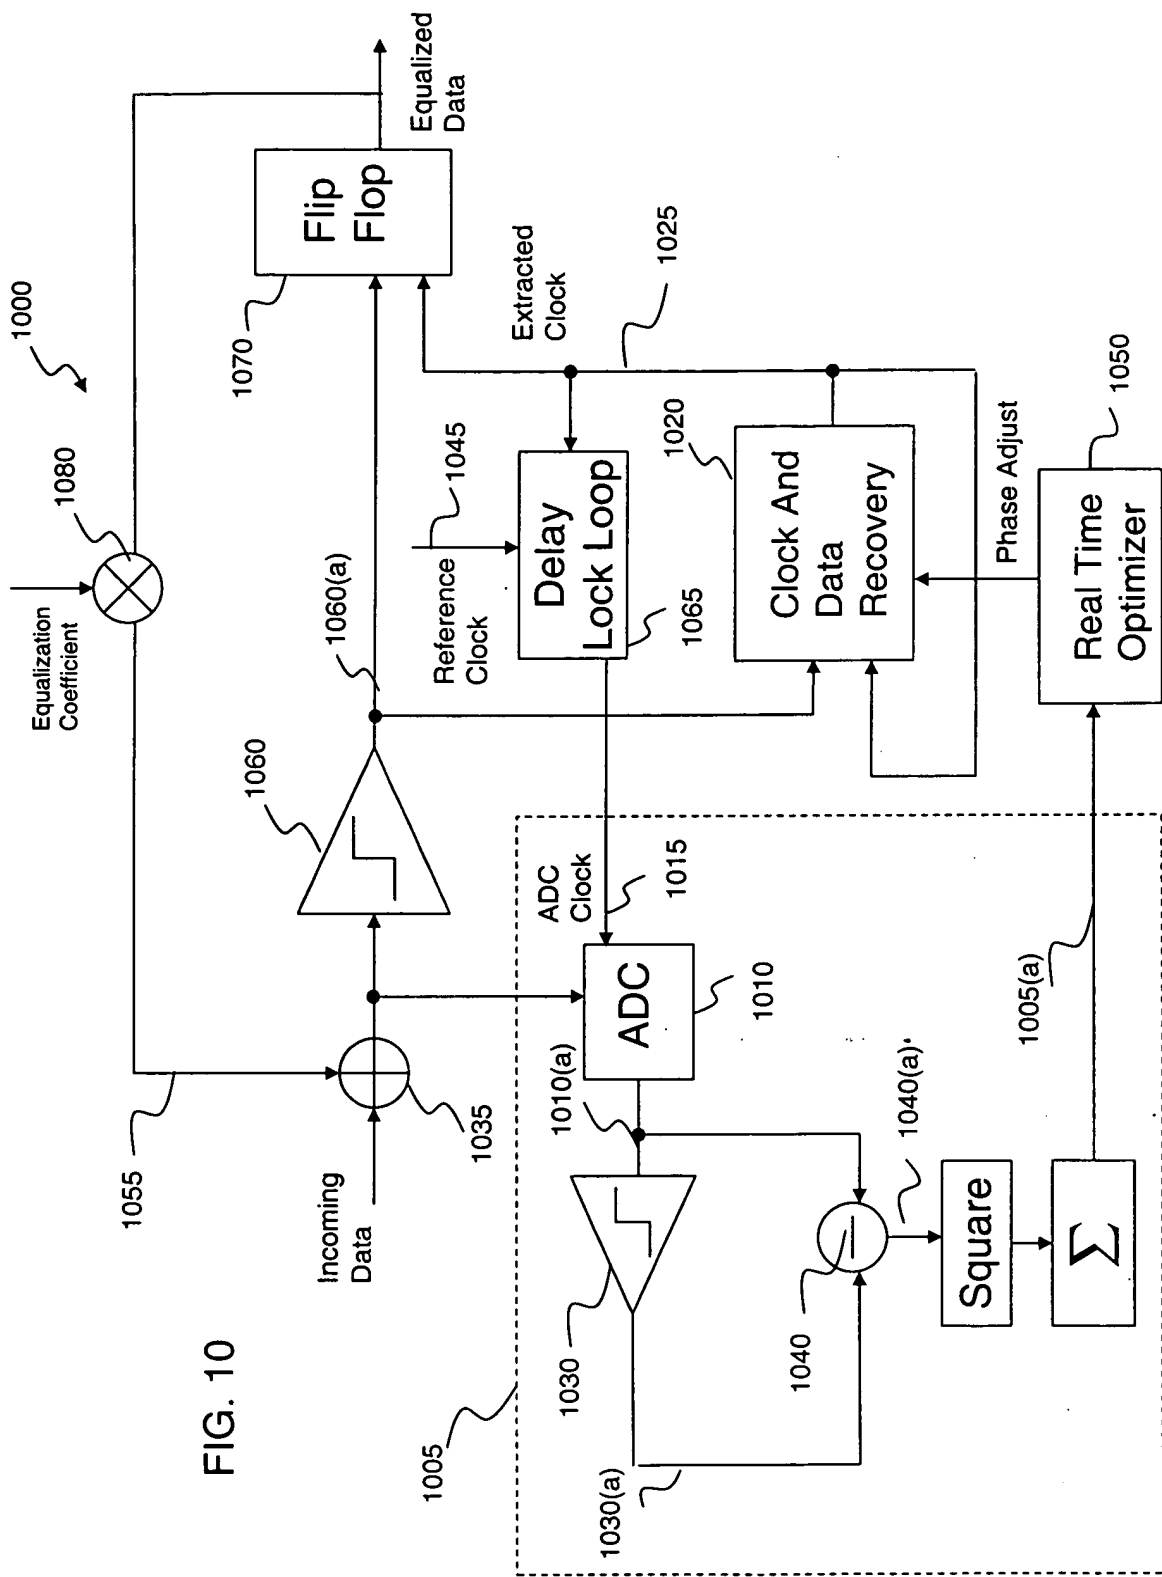 FIG. 10
1000
Equalization
Coefficient
1080
1055
Incoming
Data
1035
1060
1060(a)
1070
Flip
Flop
Equalized
Data
Reference
Clock
1045
Extracted
Clock
1025
Delay
Lock Loop
1065
ADC
Clock
1015
1020
Clock And
Data
Recovery
Phase Adjust
1050
Real Time
Optimizer
1005
ADC
1010
1010(a)
1030
1030(a)
1040
1040(a)
Square
Σ
1005(a)